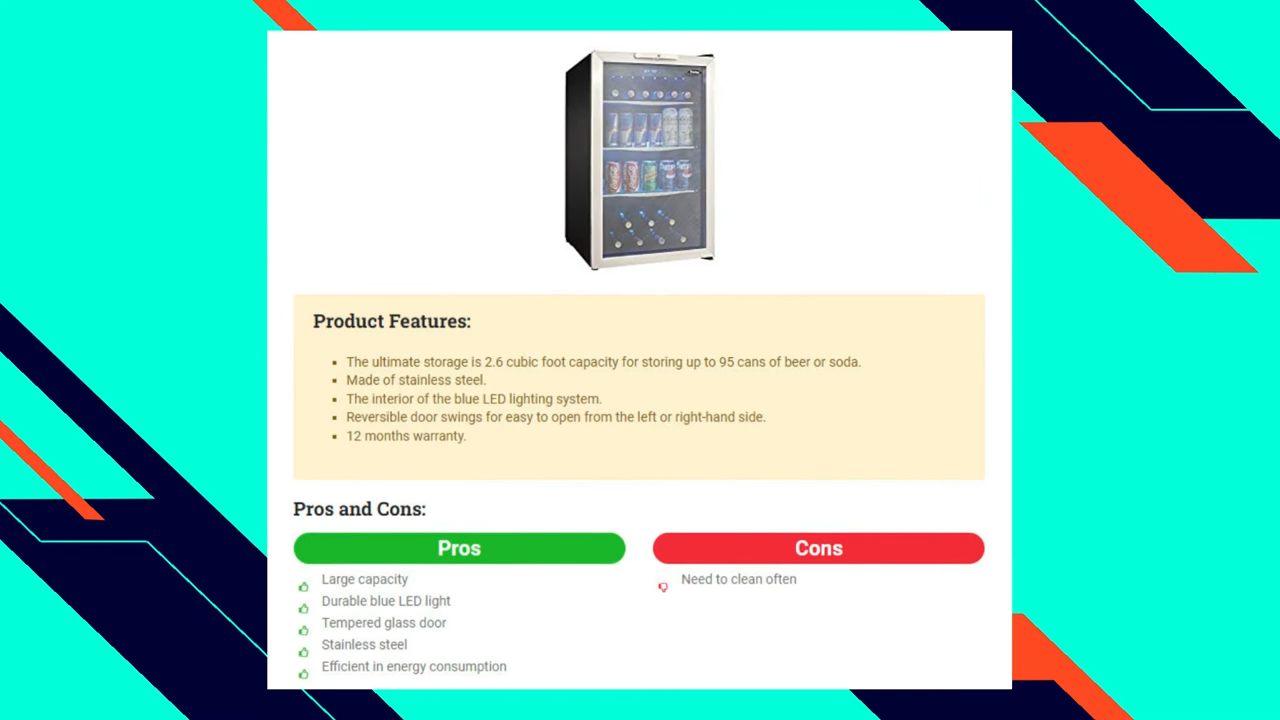 Product Features:
The ultimate storage is 2.6 cubic foot capacity for storing up to 95 cans of beer or soda.
Made of stainless steel.
The interior of the blue LED lighting system.
Reversible door swings for easy to open from the left or right-hand side.
12 months warranty.
Pros and Cons:
Pros
Large capacity
Durable blue LED light
Tempered glass door
Stainless steel
Efficient in energy consumption
Cons
Need to clean often